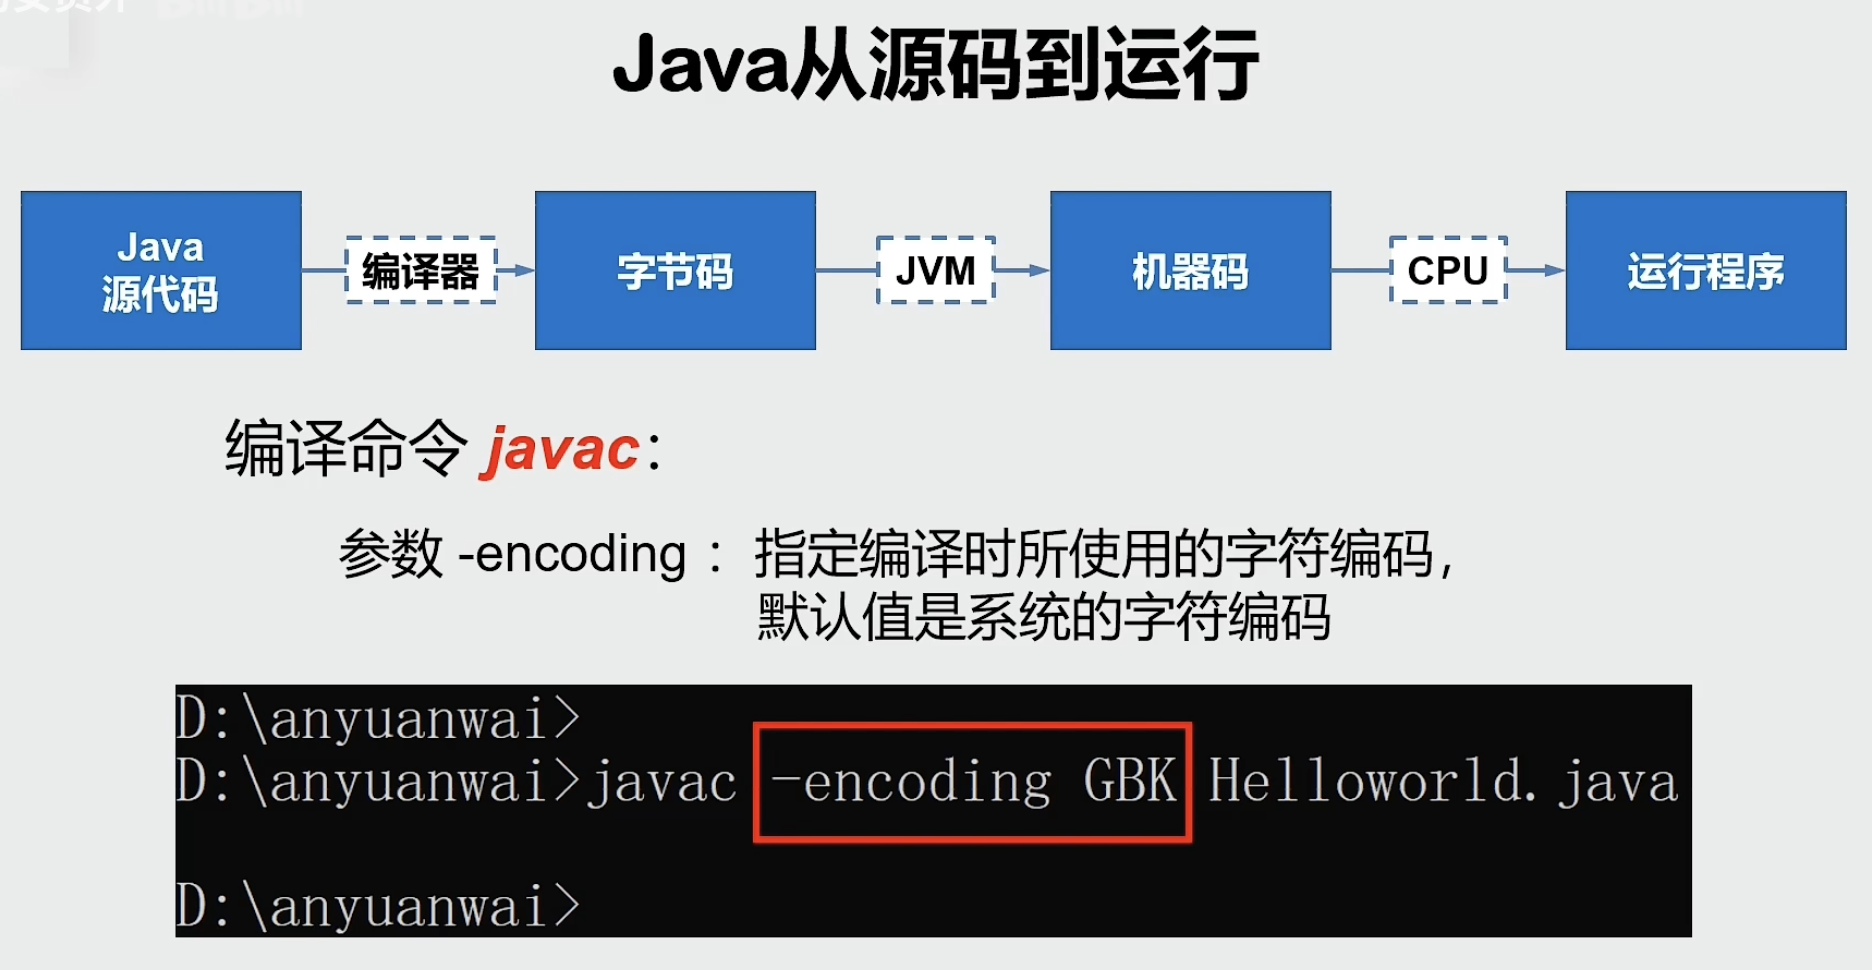 Java从源码到运行
Java
源代码
编译器
字节码
JVM
机器码
CPU
运行程序
编译命令 javac：
参数 -encoding ： 指定编译时所使用的字符编码，
默认值是系统的字符编码
D:\anyuanwai>
D:\anyuanwai>javac -encoding GBK Helloworld.java
D:\anyuanwai>